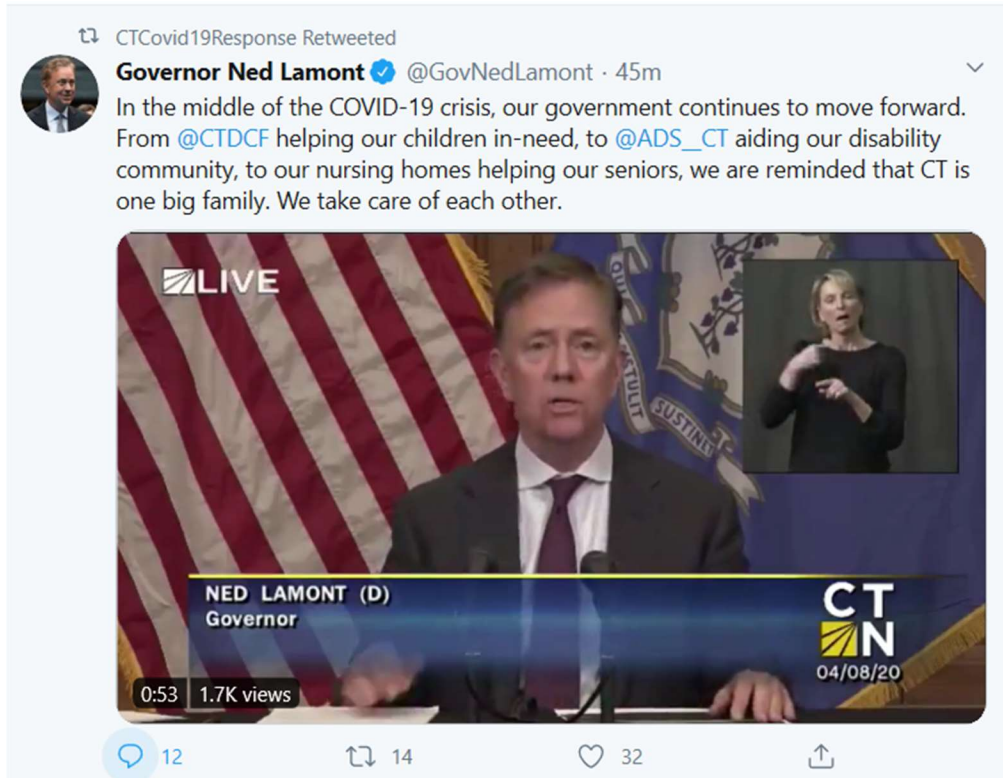 CTCovid19Response Retweeted
Governor Ned Lamont @GovNedLamont · 45m
In the middle of the COVID-19 crisis, our government continues to move forward.
From @CTDCF helping our children in-need, to @ADS__CT aiding our disability
community, to our nursing homes helping our seniors, we are reminded that CT is
one big family. We take care of each other.
LIVE
SUSTINET
NED LAMONT (D)
Governor
CT
N
04/08/20
0:53 1.7K views
12 14 32